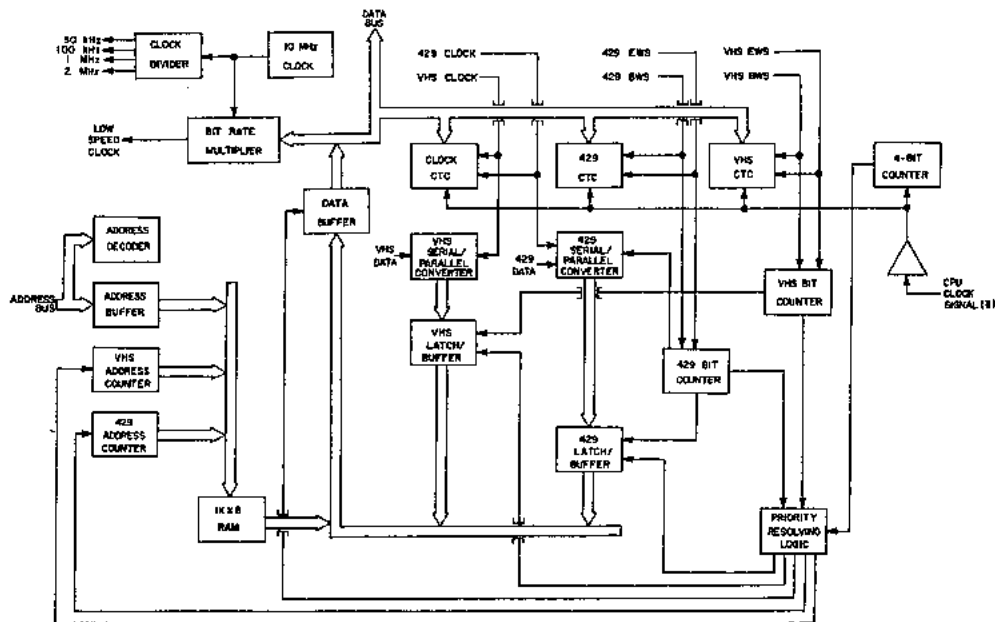 DATA
BUS
50 kHz
100 kHz
1 MHz
2 MHz
CLOCK
DIVIDER
10 MHz
CLOCK
429 CLOCK
VHS CLOCK
429 EWS
429 BWS
VHS EWS
VHS BWS
LOW
SPEED
CLOCK
BIT RATE
MULTIPLIER
CLOCK
CTC
429
CTC
VHS
CTC
4-BIT
COUNTER
DATA
BUFFER
ADDRESS
DECODER
VHS
DATA
VHS
SERIAL/
PARALLEL
CONVERTER
429
DATA
429
SERIAL/
PARALLEL
CONVERTER
ADDRESS
BUS
ADDRESS
BUFFER
VHS BIT
COUNTER
CPU
CLOCK
SIGNAL
VHS
LATCH/
BUFFER
VHS
ADDRESS
COUNTER
429 BIT
COUNTER
429
ADDRESS
COUNTER
429
LATCH/
BUFFER
1K X 8
RAM
PRIORITY
RESOLVING
LOGIC